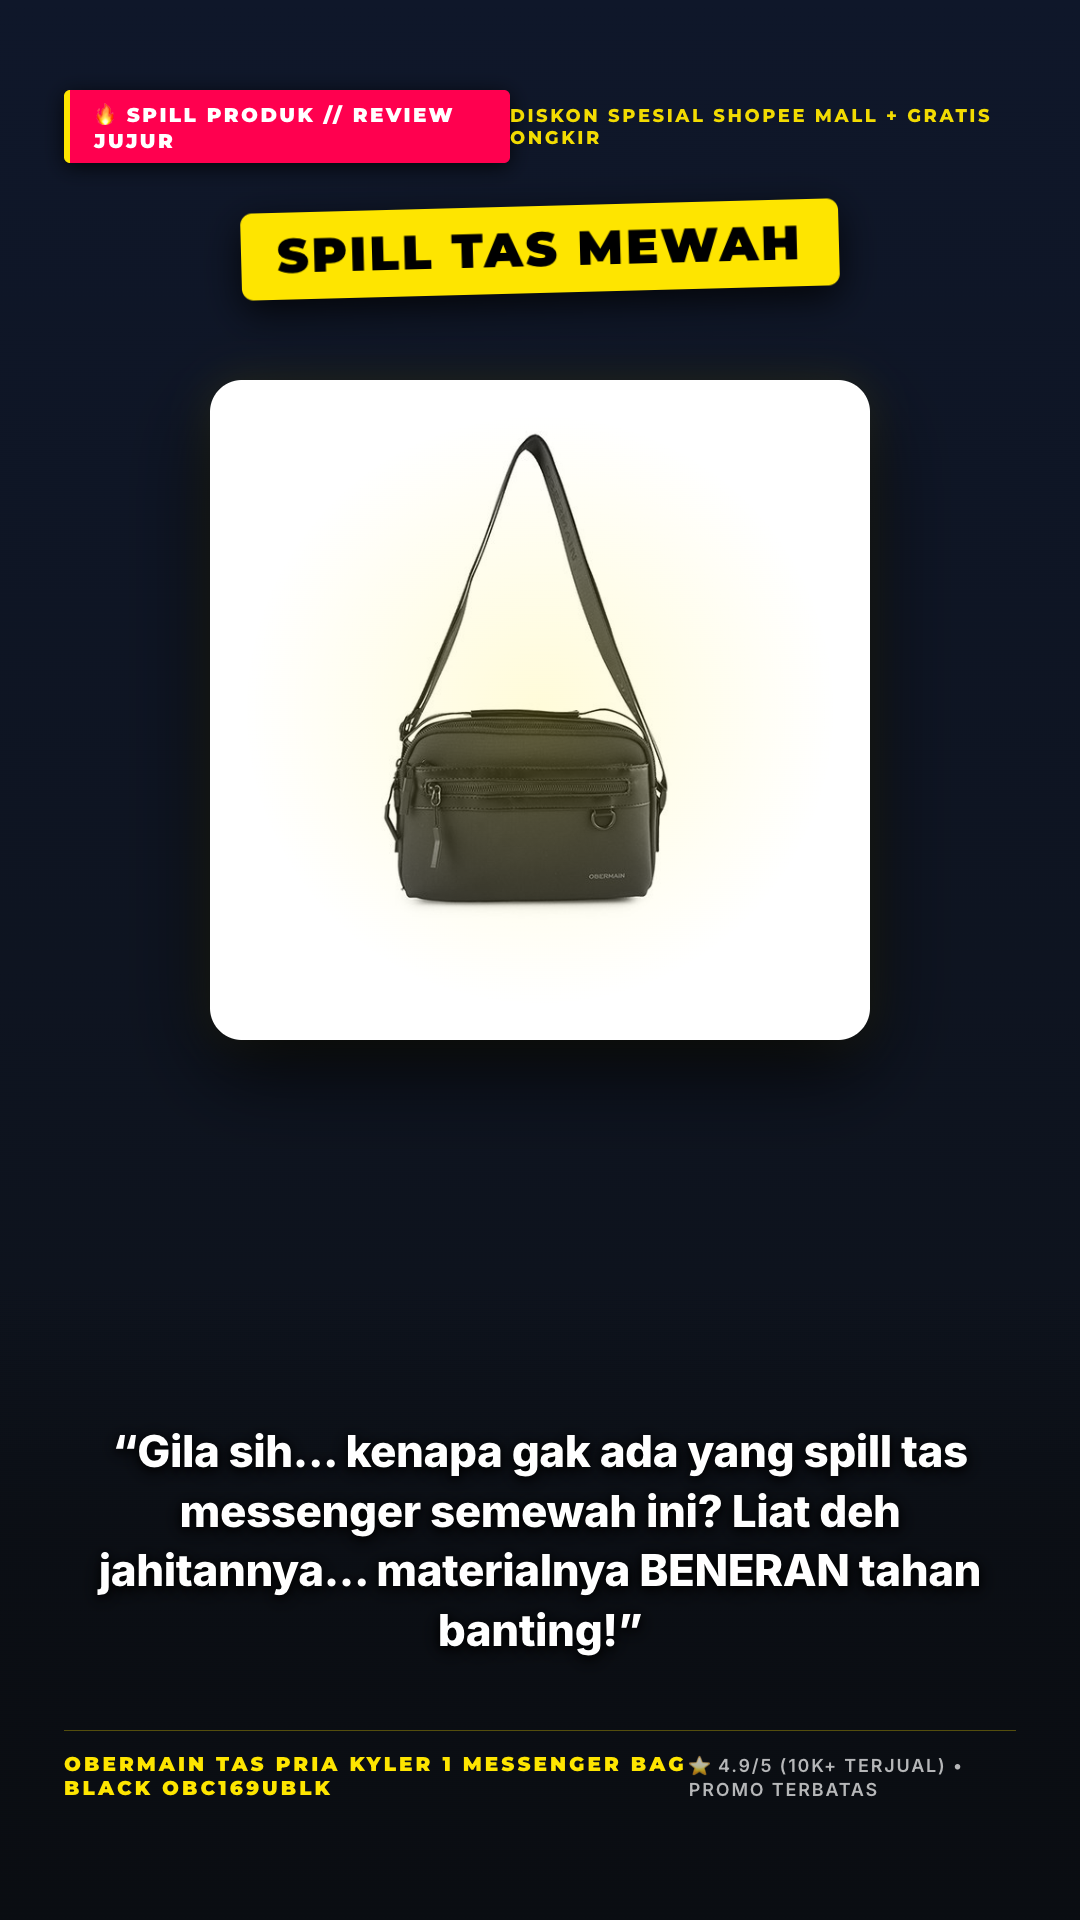 🔥 SPILL PRODUK // REVIEW
JUJUR
DISKON SPESIAL SHOPEE MALL + GRATIS
ONGKIR
SPILL TAS MEWAH
OBERMAIN
“Gila sih... kenapa gak ada yang spill tas
messenger semewah ini? Liat deh
jahitannya... materialnya BENERAN tahan
banting!”
OBERMAIN TAS PRIA KYLER 1 MESSENGER BAG
BLACK OBC169UBLK
⭐ 4.9/5 (10K+ TERJUAL) •
PROMO TERBATAS